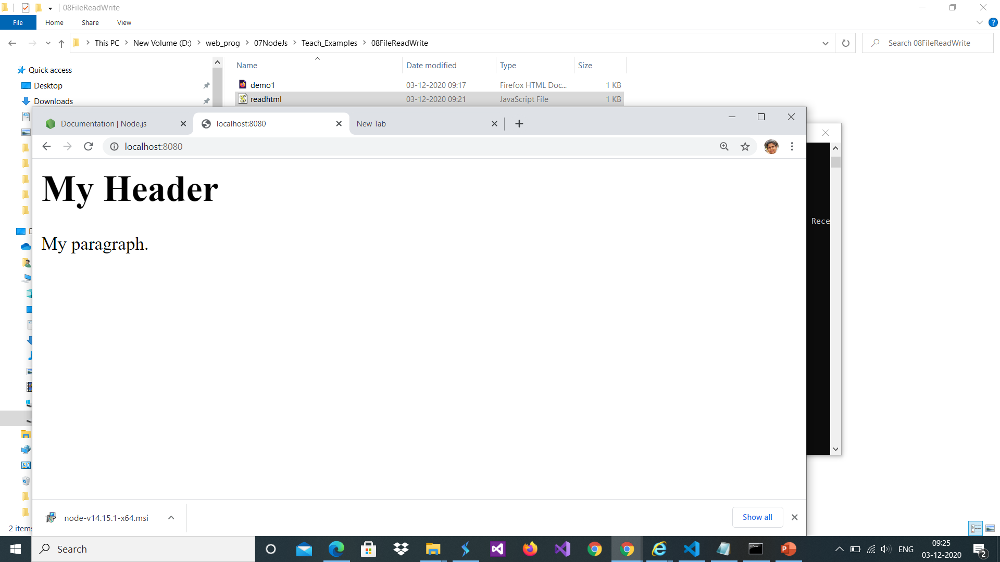 08FileReadWrite
File Home Share View
This PC New Volume (D:) web_prog 07NodeJs Teach_Examples 08FileReadWrite Search 08FileReadWrite
Name Date modified Type Size
Quick access
Desktop
Downloads
demo1 03-12-2020 09:17 Firefox HTML Doc... 1 KB
readhtml 03-12-2020 09:21 JavaScript File 1 KB
Documentation | Node.js localhost:8080 New Tab
localhost:8080
My Header
My paragraph.
Rece
node-v14.15.1-x64.msi Show all
2 items
Search
ENG 09:25
03-12-2020
2